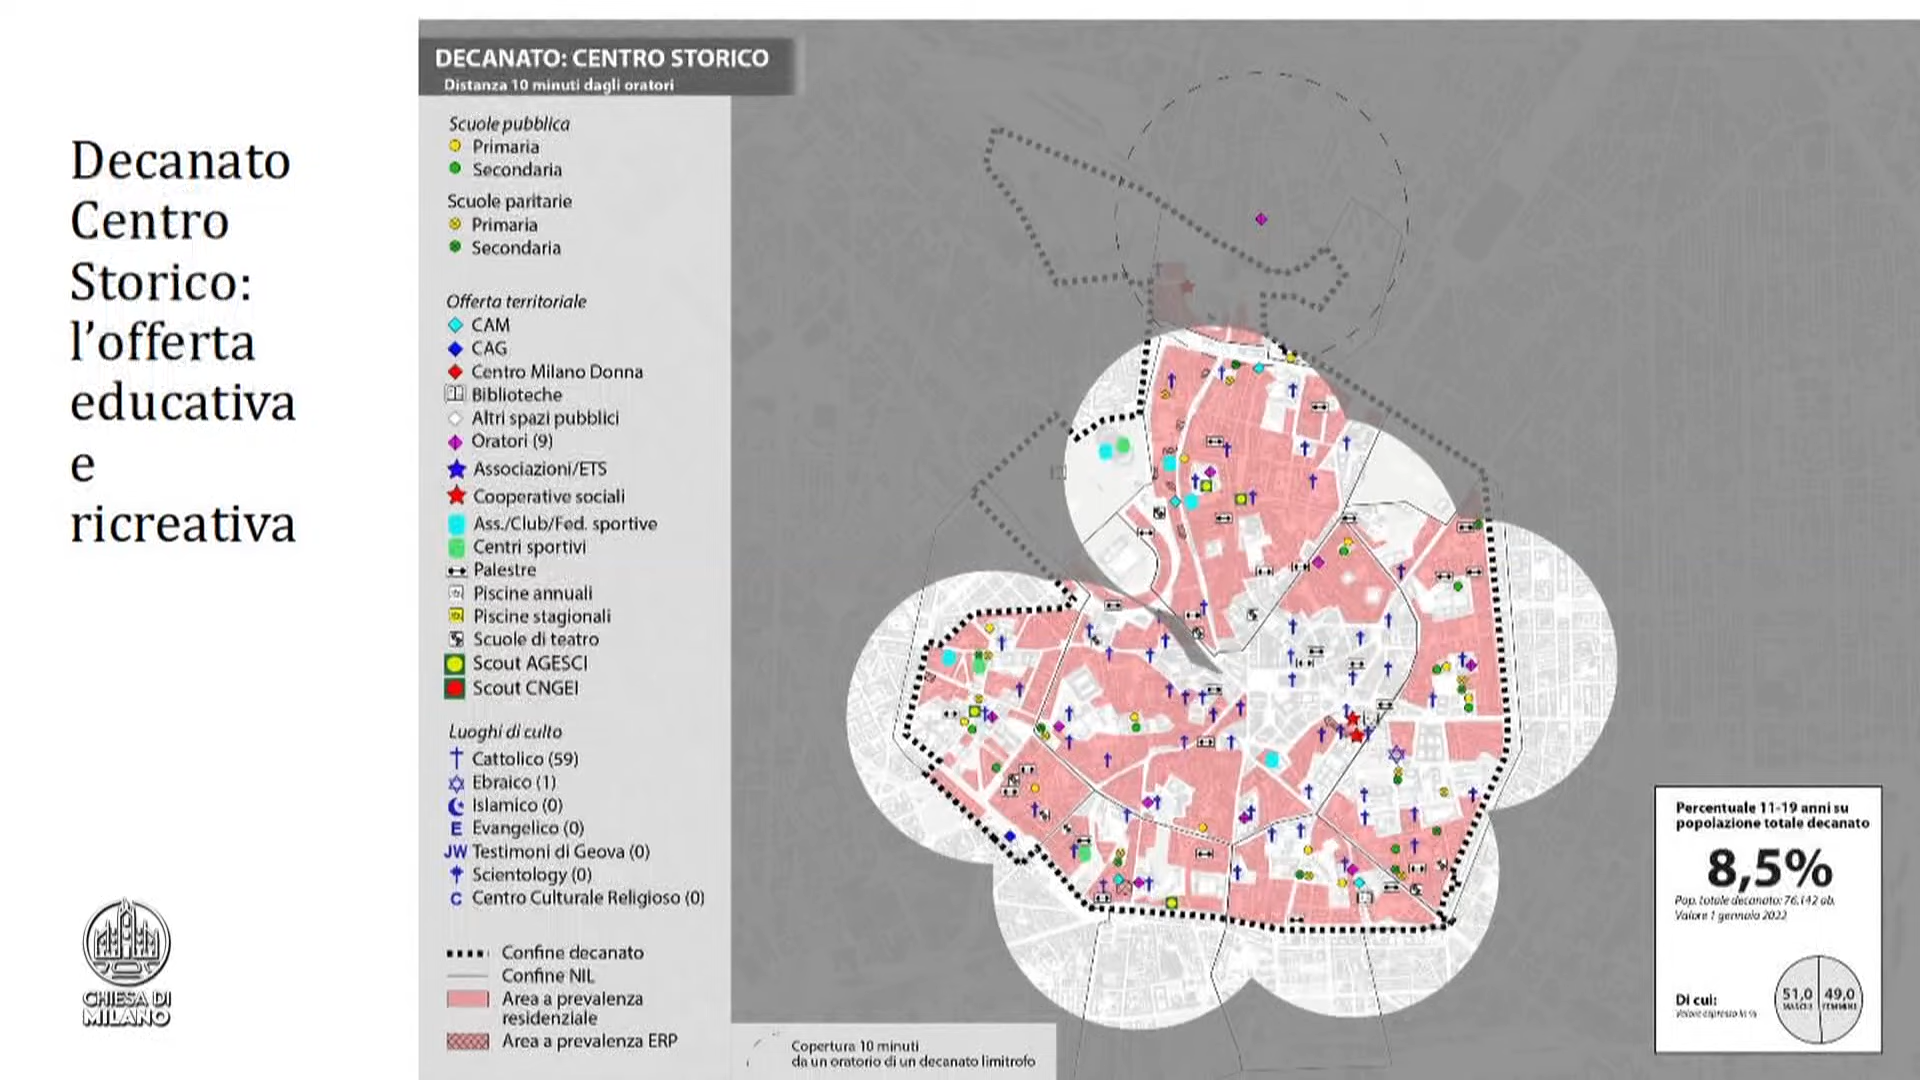 Decanato
Centro
Storico:
l’offerta
educativa
e
ricreativa
CHIESA DI
MILANO
DECANATO: CENTRO STORICO
Distanza 10 minuti dagli oratori
Scuole pubblica
Primaria
Secondaria
Scuole paritarie
Primaria
Secondaria
Offerta territoriale
CAM
CAG
Centro Milano Donna
Biblioteche
Altri spazi pubblici
Oratori (9)
Associazioni/ETS
Cooperative sociali
Ass./Club/Fed. sportive
Centri sportivi
Palestre
Piscine annuali
Piscine stagionali
Scuole di teatro
Scout AGESCI
Scout CNGEI
Luoghi di culto
Cattolico (59)
Ebraico (1)
Islamico (0)
E Evangelico (0)
JW Testimoni di Geova (0)
Scientology (0)
C Centro Culturale Religioso (0)
Confine decanato
Confine NIL
Area a prevalenza
residenziale
Area a prevalenza ERP
Copertura 10 minuti
da un oratorio di un decanato limitrofo
Percentuale 11-19 anni su
popolazione totale decanato
8,5%
Pop. totale decanato: 76.142 ab.
Valore 1 gennaio 2022
Di cui:
Valore espresso in %
51,0 49,0
MASCHI FEMMINE